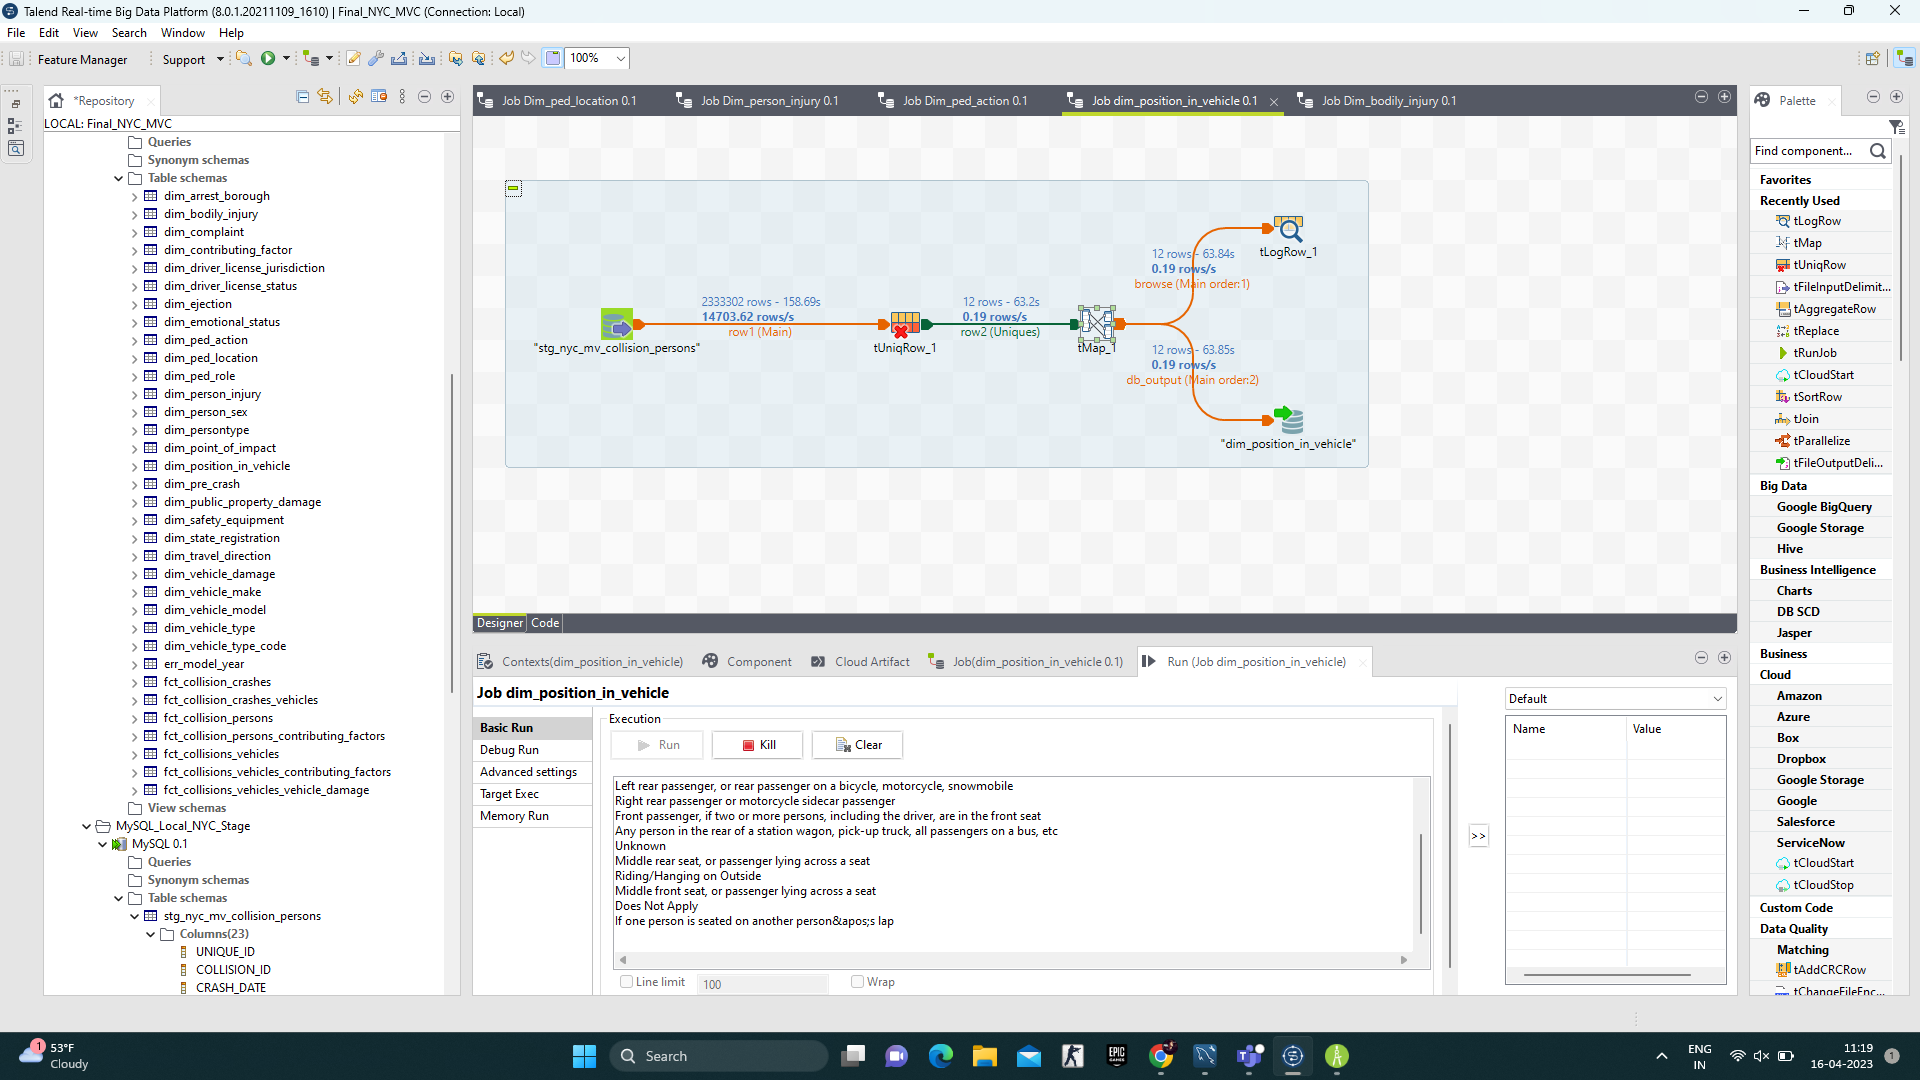 Talend Real-time Big Data Platform (8.0.1.20211109_1610) | Final_NYC_MVC (Connection: Local)
File Edit View Search Window Help
Feature Manager Support 100%
*Repository
LOCAL: Final_NYC_MVC
Queries
Synonym schemas
Table schemas
dim_arrest_borough
dim_bodily_injury
dim_complaint
dim_contributing_factor
dim_driver_license_jurisdiction
dim_driver_license_status
dim_ejection
dim_emotional_status
dim_ped_action
dim_ped_location
dim_ped_role
dim_person_injury
dim_person_sex
dim_persontype
dim_point_of_impact
dim_position_in_vehicle
dim_pre_crash
dim_public_property_damage
dim_safety_equipment
dim_state_registration
dim_travel_direction
dim_vehicle_damage
dim_vehicle_make
dim_vehicle_model
dim_vehicle_type
dim_vehicle_type_code
err_model_year
fct_collision_crashes
fct_collision_crashes_vehicles
fct_collision_persons
fct_collision_persons_contributing_factors
fct_collisions_vehicles
fct_collisions_vehicles_contributing_factors
fct_collisions_vehicles_vehicle_damage
View schemas
MySQL_Local_NYC_Stage
MySQL 0.1
Queries
Synonym schemas
Table schemas
stg_nyc_mv_collision_persons
Columns(23)
UNIQUE_ID
COLLISION_ID
CRASH_DATE
Job Dim_ped_location 0.1 Job Dim_person_injury 0.1 Job Dim_ped_action 0.1 Job dim_position_in_vehicle 0.1 Job Dim_bodily_injury 0.1
"stg_nyc_mv_collision_persons"
2333302 rows - 158.69s
14703.62 rows/s
row1 (Main)
tUniqRow_1
12 rows - 63.2s
0.19 rows/s
row2 (Uniques)
tMap_1
12 rows - 63.84s
0.19 rows/s
browse (Main order:1)
tLogRow_1
12 rows - 63.85s
0.19 rows/s
db_output (Main order:2)
"dim_position_in_vehicle"
Designer Code
Contexts(dim_position_in_vehicle) Component Cloud Artifact Job(dim_position_in_vehicle 0.1) Run (Job dim_position_in_vehicle)
Job dim_position_in_vehicle
Basic Run
Debug Run
Advanced settings
Target Exec
Memory Run
Execution
Run Kill Clear
Left rear passenger, or rear passenger on a bicycle, motorcycle, snowmobile
Right rear passenger or motorcycle sidecar passenger
Front passenger, if two or more persons, including the driver, are in the front seat
Any person in the rear of a station wagon, pick-up truck, all passengers on a bus, etc
Unknown
Middle rear seat, or passenger lying across a seat
Riding/Hanging on Outside
Middle front seat, or passenger lying across a seat
Does Not Apply
If one person is seated on another person&apos;s lap
Line limit 100 Wrap
>>
Default
Name Value
Palette
Find component...
Favorites
Recently Used
tLogRow
tMap
tUniqRow
tFileInputDelimit...
tAggregateRow
tReplace
tRunJob
tCloudStart
tSortRow
tJoin
tParallelize
tFileOutputDeli...
Big Data
Google BigQuery
Google Storage
Hive
Business Intelligence
Charts
DB SCD
Jasper
Business
Cloud
Amazon
Azure
Box
Dropbox
Google Storage
Google
Salesforce
ServiceNow
tCloudStart
tCloudStop
Custom Code
Data Quality
Matching
tAddCRCRow
tChangeFileEnc...
1
53°F
Cloudy
Search
EPIC
GAMES
ENG
IN
11:19
16-04-2023
1